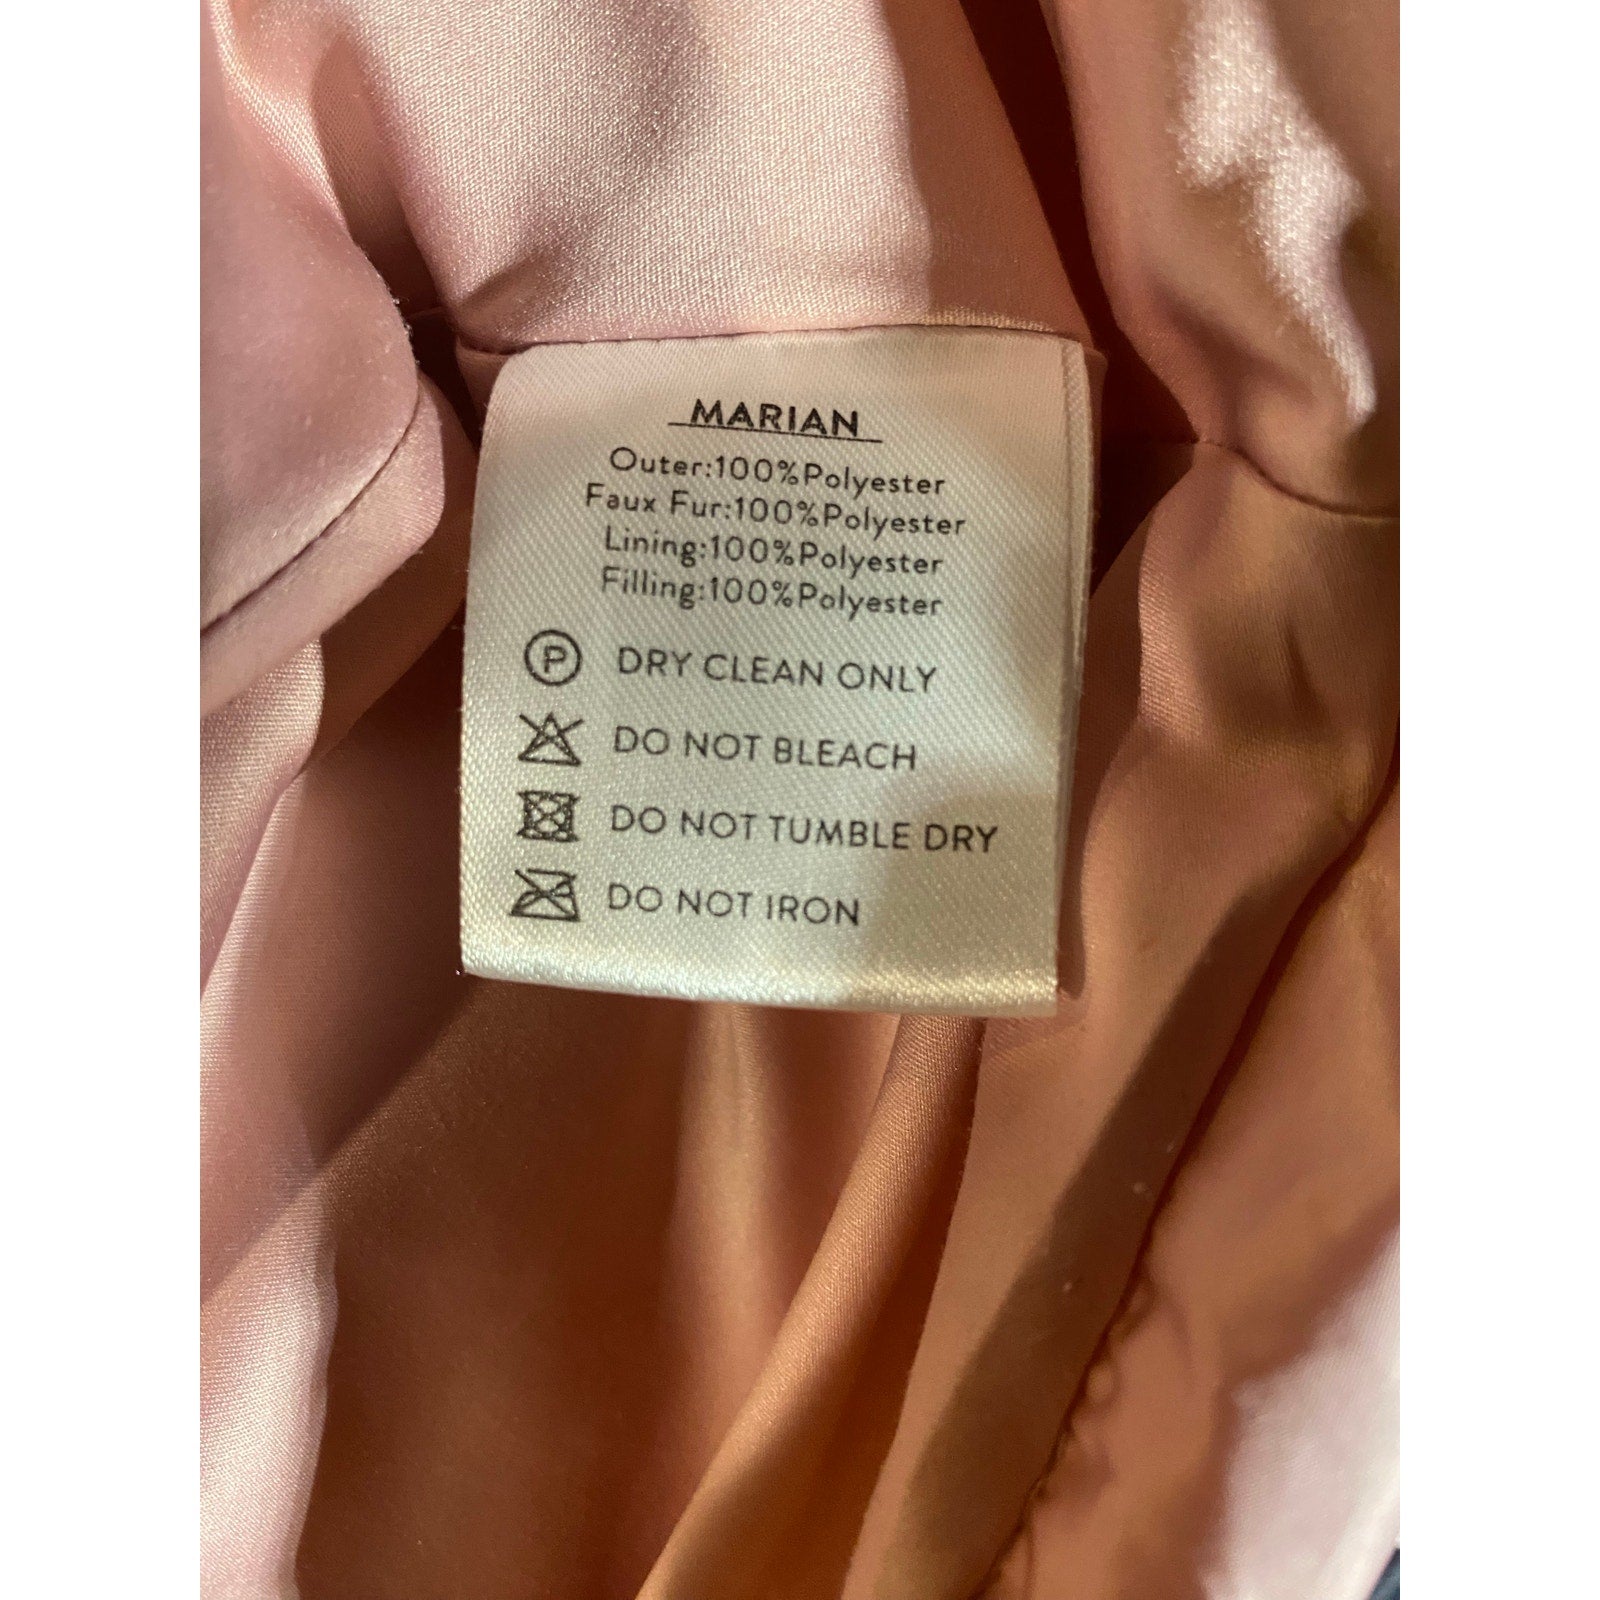 MARIAN
Outer:100%Polyester
Faux Fur:100%Polyester
Lining:100%Polyester
Filling:100%Polyester
P DRY CLEAN ONLY
DO NOT BLEACH
DO NOT TUMBLE DRY
DO NOT IRON